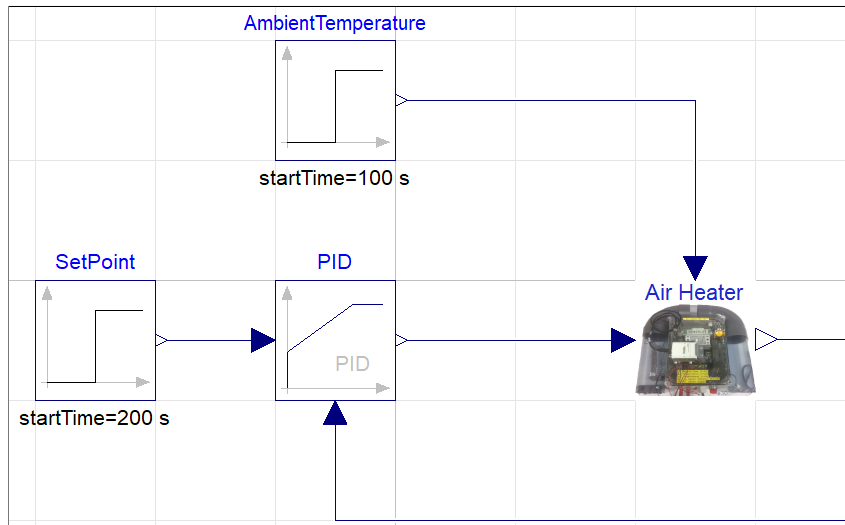 AmbientTemperature
startTime=100 s
SetPoint
PID
Air Heater
PID
startTime=200 s